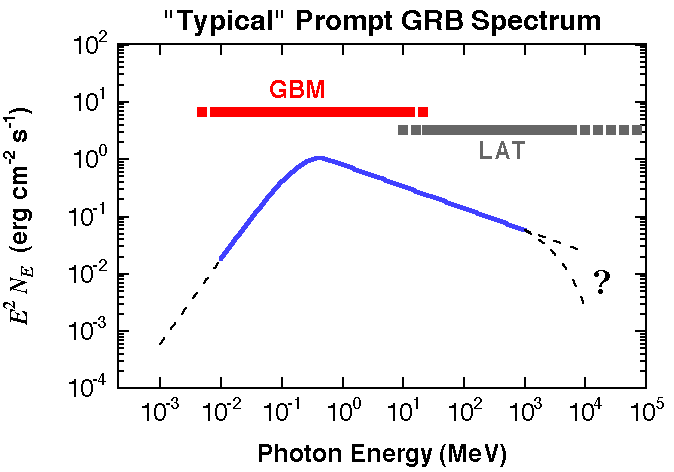 "Typical" Prompt GRB Spectrum
10²
10¹
10⁰
10⁻¹
10⁻²
10⁻³
10⁻⁴
E² N_E (erg cm⁻² s⁻¹)
GBM
LAT
?
10⁻³ 10⁻² 10⁻¹ 10⁰ 10¹ 10² 10³ 10⁴ 10⁵
Photon Energy (MeV)